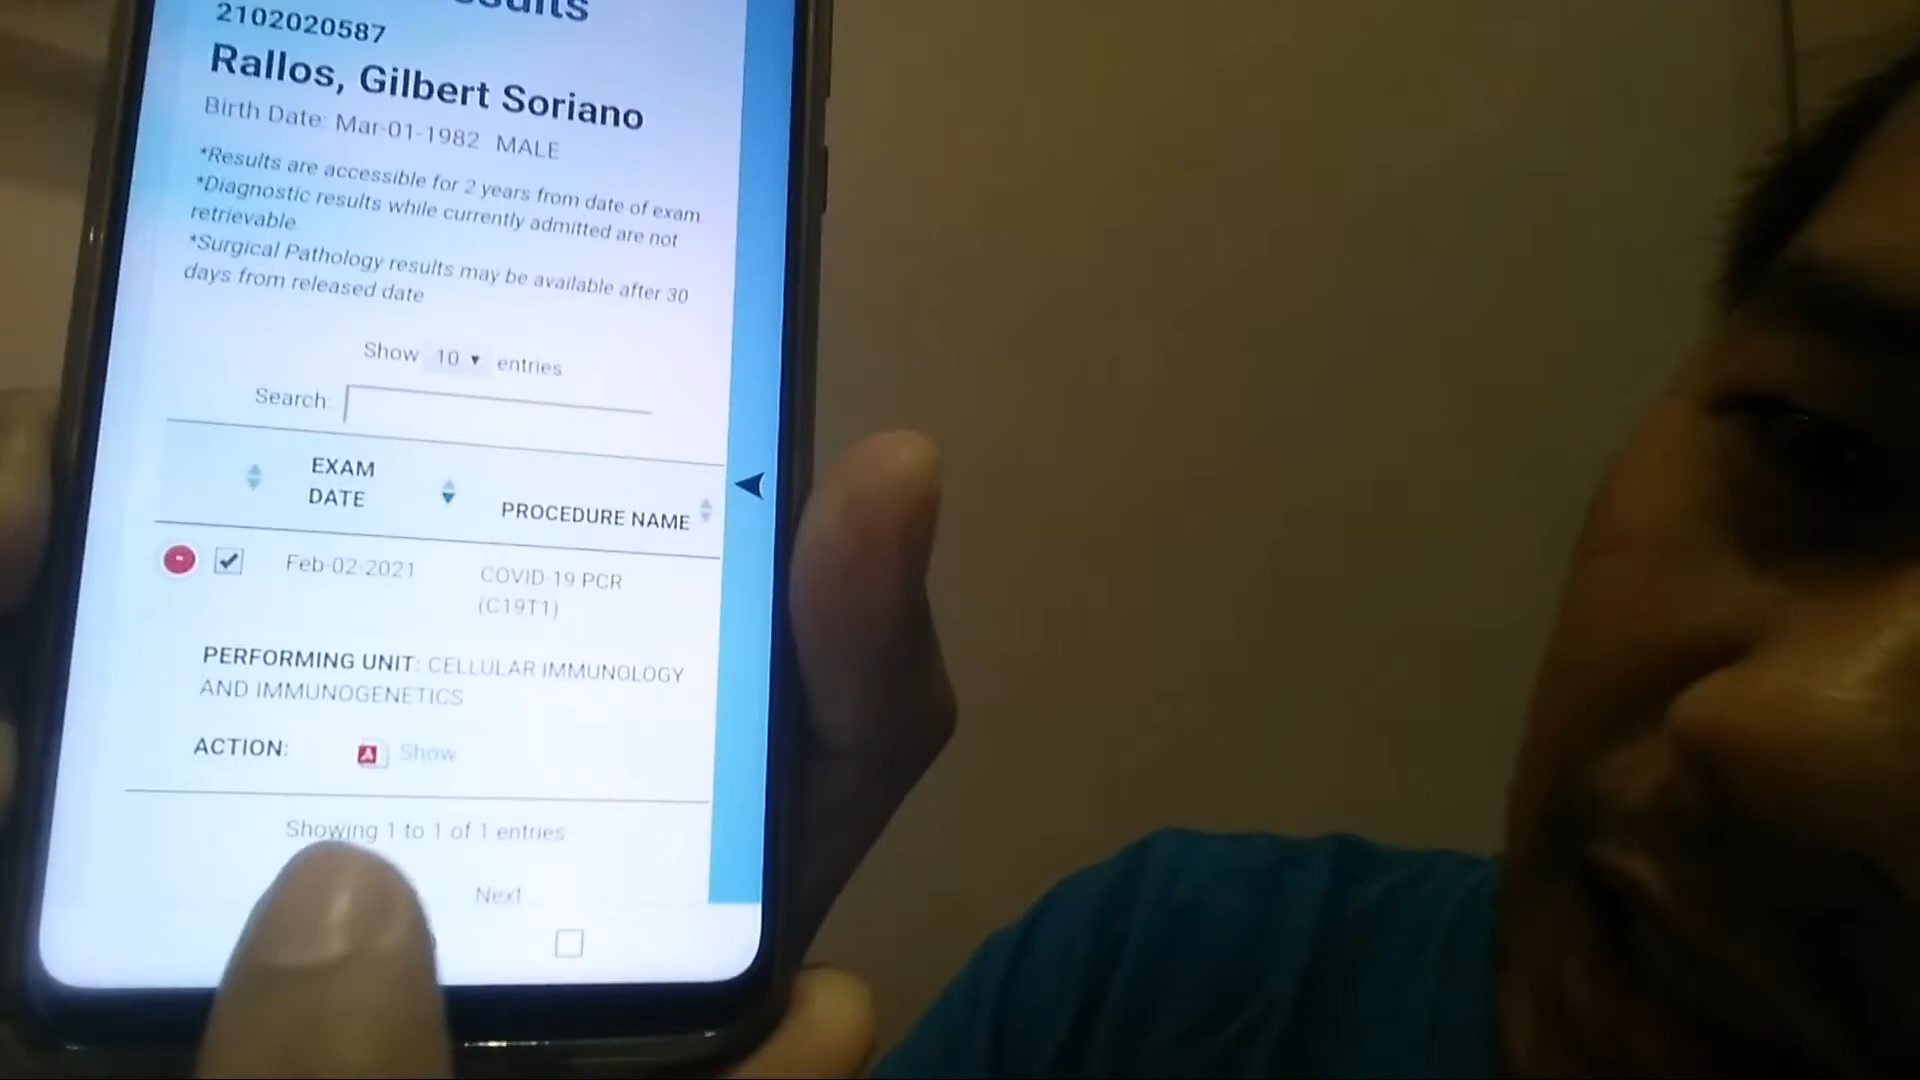 2102020587
Rallos, Gilbert Soriano
Birth Date: Mar-01-1982 MALE
*Results are accessible for 2 years from date of exam.
*Diagnostic results while currently admitted are not
retrievable.
*Surgical Pathology results may be available after 30
days from released date
Show 10 entries
Search:
EXAM
DATE
PROCEDURE NAME
Feb-02-2021
COVID-19 PCR
(C19T1)
PERFORMING UNIT: CELLULAR IMMUNOLOGY
AND IMMUNOGENETICS
ACTION: Show
Showing 1 to 1 of 1 entries
Next